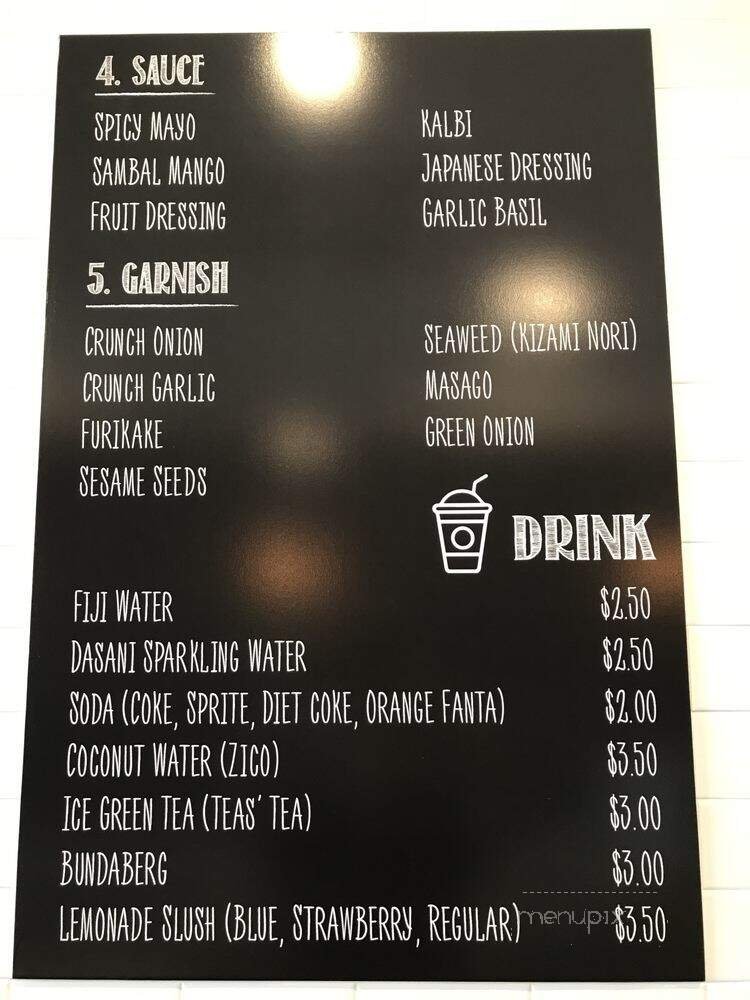 4. SAUCE
SPICY MAYO
KALBI
SAMBAL MANGO
JAPANESE DRESSING
FRUIT DRESSING
GARLIC BASIL
5. GARNISH
CRUNCH ONION
SEAWEED (KIZAMI NORI)
CRUNCH GARLIC
MASAGO
FURIKAKE
GREEN ONION
SESAME SEEDS
DRINK
FIJI WATER $2.50
DASANI SPARKLING WATER $2.50
SODA (COKE, SPRITE, DIET COKE, ORANGE FANTA) $2.00
COCONUT WATER (ZICO) $3.50
ICE GREEN TEA (TEAS' TEA) $3.00
BUNDABERG $3.00
LEMONADE SLUSH (BLUE, STRAWBERRY, REGULAR) $3.50
menupix